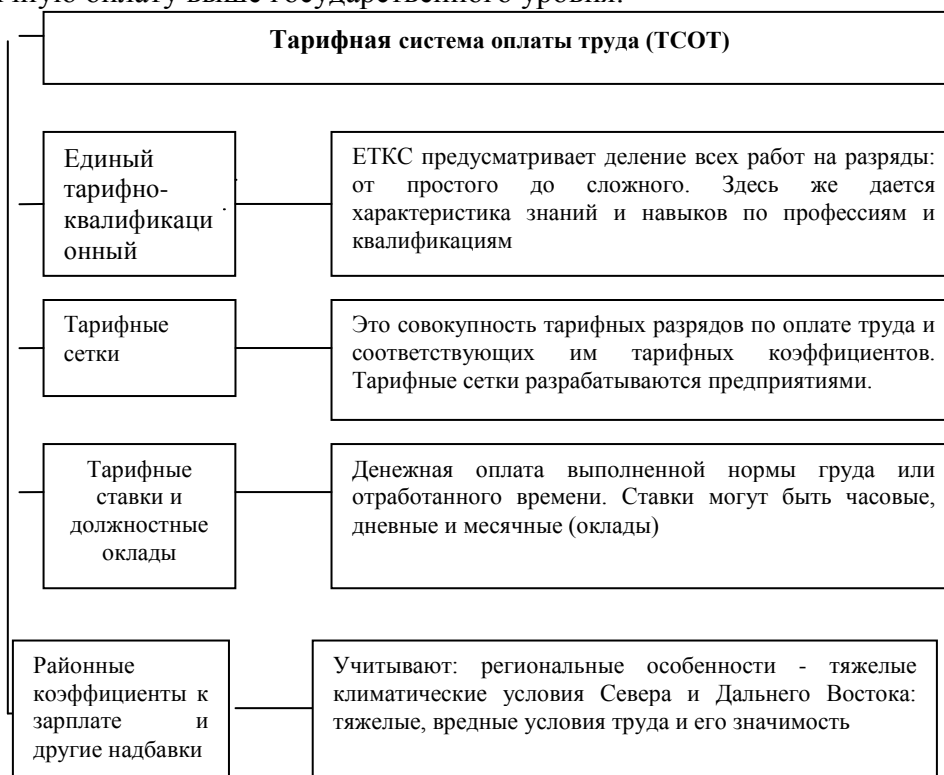 оплату выше государственного уровня.
Тарифная система оплаты труда (ТСОТ)
Единый
тарифно-
квалификаци
онный
ЕТКС предусматривает деление всех работ на разряды:
от простого до сложного. Здесь же дается
характеристика знаний и навыков по профессиям и
квалификациям
Тарифные
сетки
Это совокупность тарифных разрядов по оплате труда и
соответствующих им тарифных коэффициентов.
Тарифные сетки разрабатываются предприятиями.
Тарифные
ставки и
должностные
оклады
Денежная оплата выполненной нормы груда или
отработанного времени. Ставки могут быть часовые,
дневные и месячные (оклады)
Районные
коэффициенты к
зарплате и
другие надбавки
Учитывают: региональные особенности - тяжелые
климатические условия Севера и Дальнего Востока:
тяжелые, вредные условия труда и его значимость